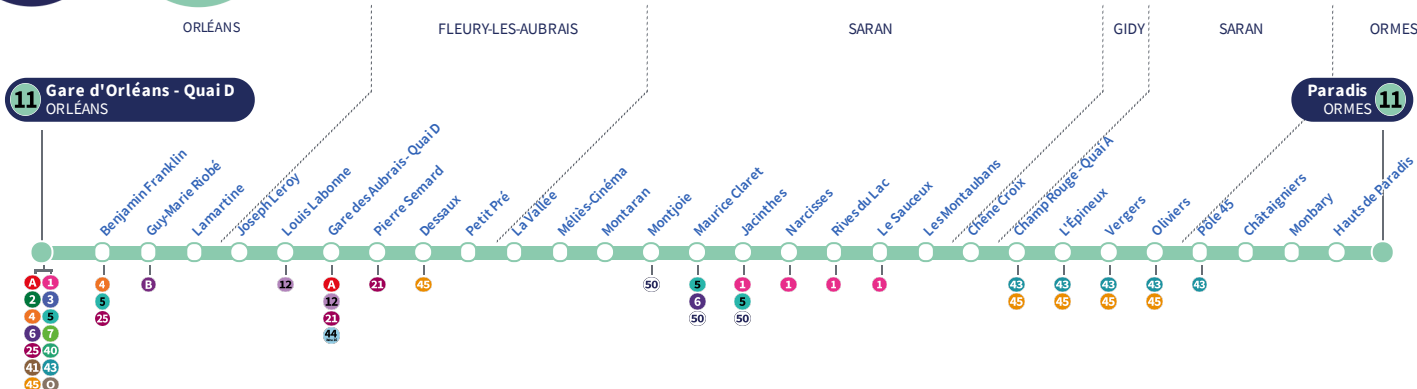 ORLÉANS
FLEURY-LES-AUBRAIS
SARAN
GIDY
SARAN
ORMES
11 Gare d'Orléans - Quai D
ORLÉANS
Paradis 11
ORMES
Benjamin Franklin
Guy-Marie Riobé
Lamartine
Joseph Leroy
Louis Labonne
Gare des Aubrais - Quai D
Pierre Semard
Dessaux
Petit Pré
La Vallée
Méliès-Cinéma
Montaran
Montjoie
Maurice Claret
Jacinthes
Narcisses
Rives du Lac
Le Sauceux
Les Montaubans
Chêne Croix
Champ Rouge - Quai A
L'Épineux
Vergers
Oliviers
Pôle 45
Châtaigniers
Monbary
Hauts de Paradis
A 1
2 3
4 5
6 7
25 40
41 43
45 O
4
5
25
B
12
A
12
21
44
21
45
50
5
6
50
1
5
50
1
1
1
43
45
43
45
43
45
43
45
43